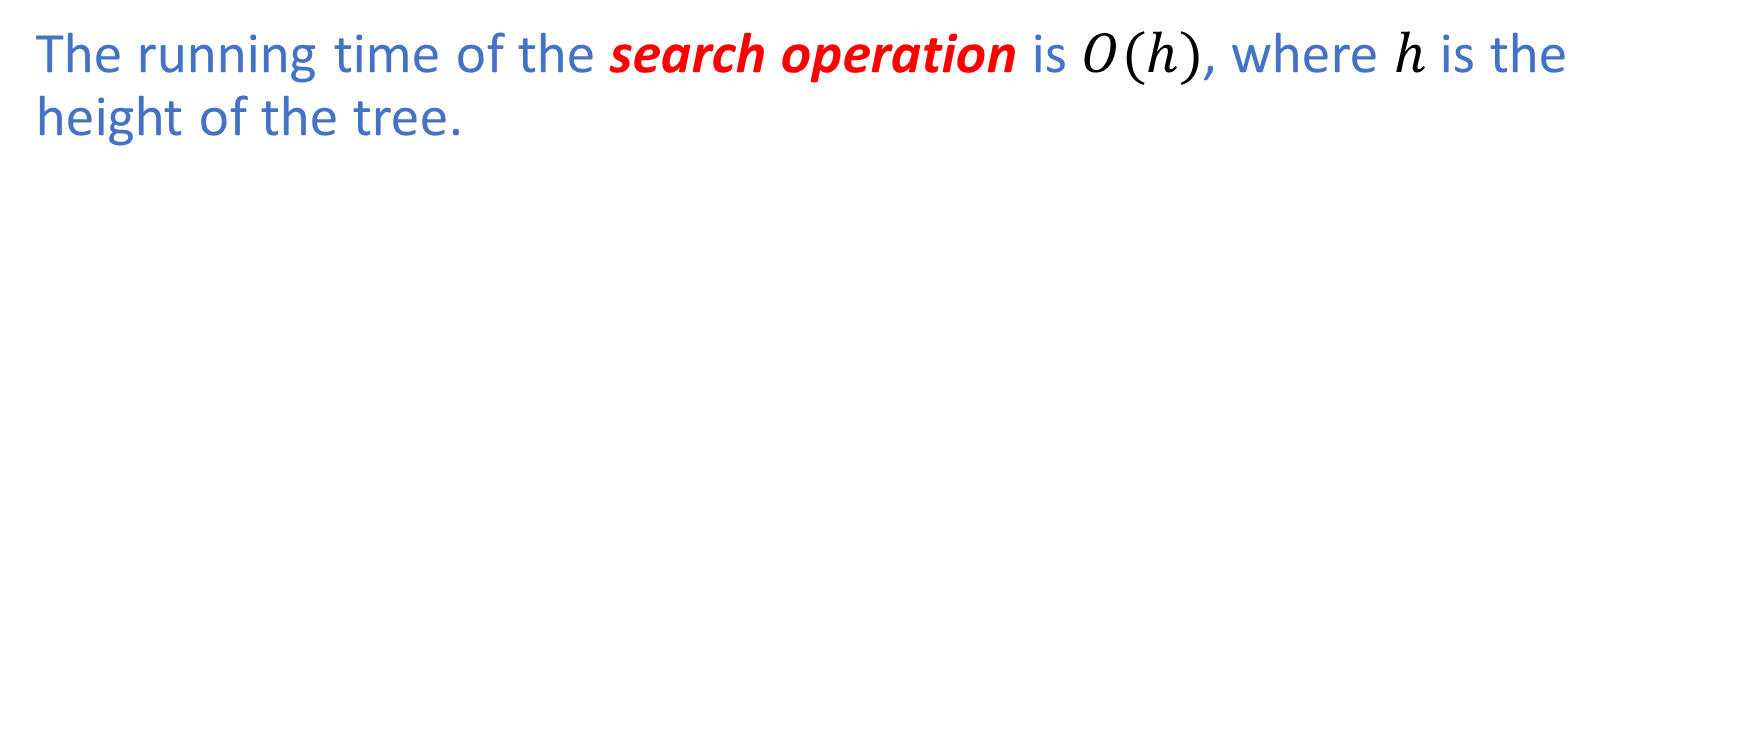 The running time of the search operation is O(h), where h is the
height of the tree.